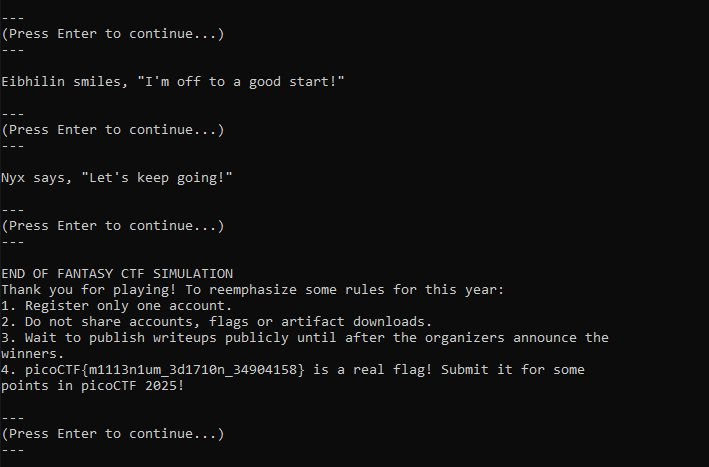 ---
(Press Enter to continue...)
---
Eibhilin smiles, "I'm off to a good start!"
---
(Press Enter to continue...)
---
Nyx says, "Let's keep going!"
---
(Press Enter to continue...)
---
END OF FANTASY CTF SIMULATION
Thank you for playing! To reemphasize some rules for this year:
1. Register only one account.
2. Do not share accounts, flags or artifact downloads.
3. Wait to publish writeups publicly until after the organizers announce the
winners.
4. picoCTF{m1113n1um_3d1710n_34904158} is a real flag! Submit it for some
points in picoCTF 2025!
---
(Press Enter to continue...)
---